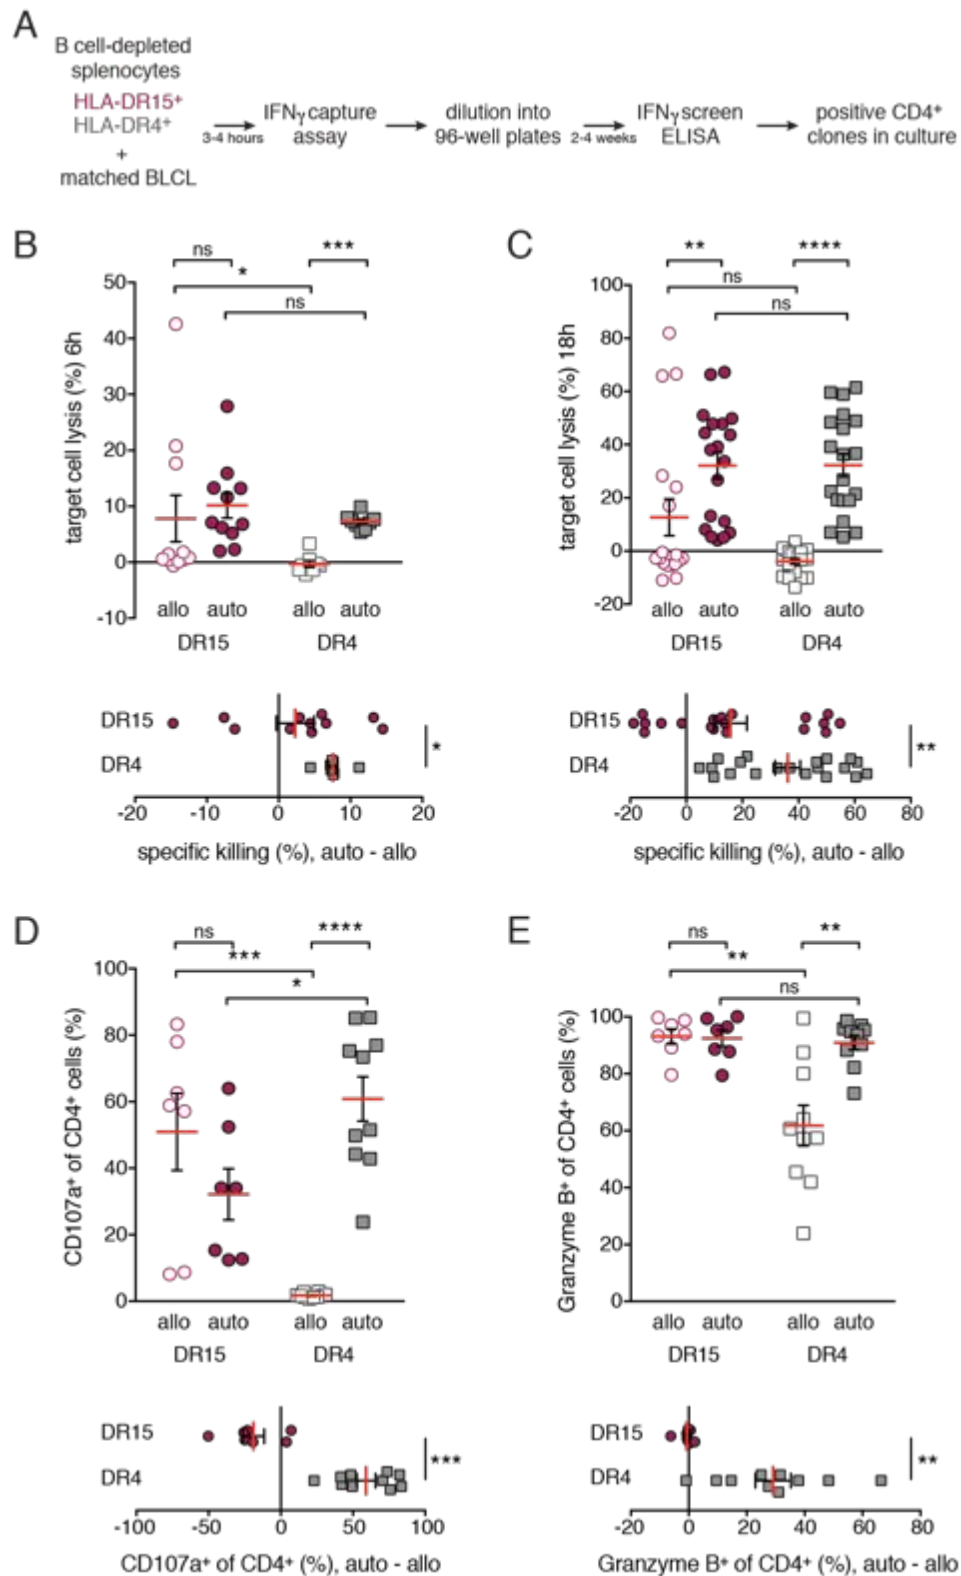 A
B cell-depleted
splenocytes
HLA-DR15⁺
HLA-DR4⁺
+
matched BLCL
3-4 hours
IFNγ capture
assay
dilution into
96-well plates
2-4 weeks
IFNγ screen
ELISA
positive CD4⁺
clones in culture
B
ns
***
*
ns
target cell lysis (%) 6h
50
40
30
20
10
0
-10
allo
auto
allo
auto
DR15
DR4
DR15
DR4
*
-20
-10
0
10
20
specific killing (%), auto - allo
C
**
****
ns
ns
target cell lysis (%) 18h
100
80
60
40
20
0
-20
allo
auto
allo
auto
DR15
DR4
DR15
DR4
**
-20
0
20
40
60
80
specific killing (%), auto - allo
D
ns
****
***
*
CD107a⁺ of CD4⁺ cells (%)
100
80
60
40
20
0
allo
auto
allo
auto
DR15
DR4
DR15
DR4
***
-100
-50
0
50
100
CD107a⁺ of CD4⁺ (%), auto - allo
E
ns
**
**
ns
Granzyme B⁺ of CD4⁺ cells (%)
100
80
60
40
20
0
allo
auto
allo
auto
DR15
DR4
DR15
DR4
**
-20
0
20
40
60
80
Granzyme B⁺ of CD4⁺ (%), auto - allo